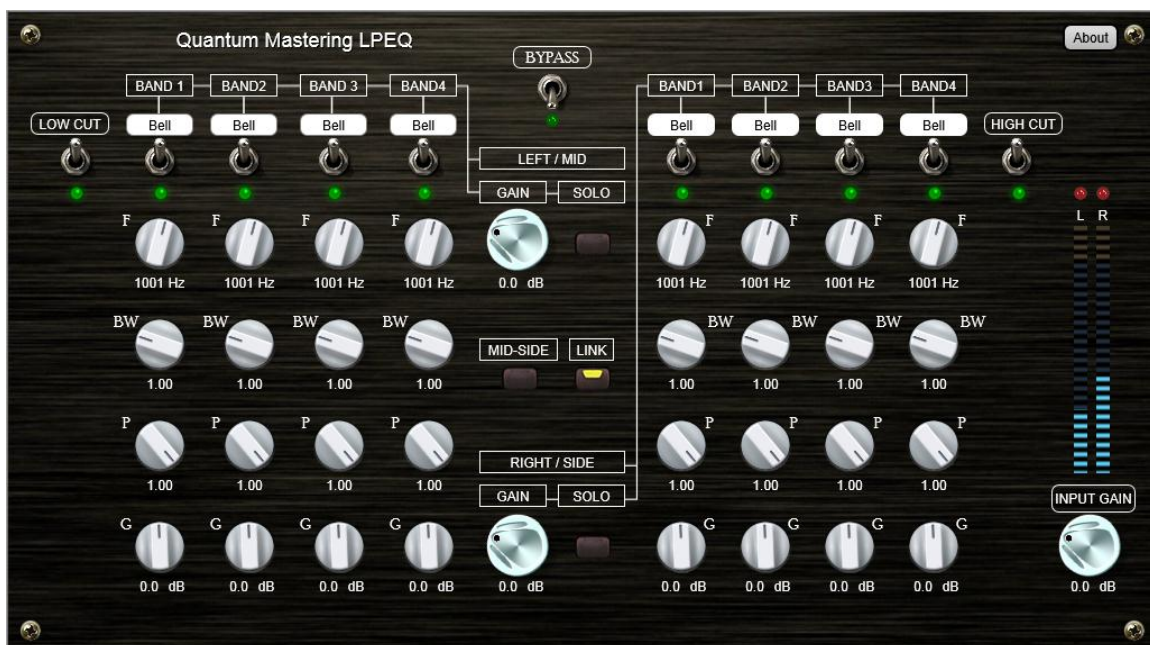 Quantum Mastering LPEQ
About
BYPASS
BAND 1 BAND2 BAND 3 BAND4 BAND1 BAND2 BAND3 BAND4
LOW CUT Bell Bell Bell Bell Bell Bell Bell Bell HIGH CUT
LEFT / MID
GAIN SOLO
L R
F F F F F F F F
1001 Hz 1001 Hz 1001 Hz 1001 Hz 0.0 dB 1001 Hz 1001 Hz 1001 Hz 1001 Hz
BW BW BW BW BW BW BW BW
MID-SIDE LINK
1.00 1.00 1.00 1.00 1.00 1.00 1.00 1.00
P P P P P P P P
RIGHT / SIDE
1.00 1.00 1.00 1.00 1.00 1.00 1.00 1.00
GAIN SOLO INPUT GAIN
G G G G G G G G
0.0 dB 0.0 dB 0.0 dB 0.0 dB 0.0 dB 0.0 dB 0.0 dB 0.0 dB 0.0 dB 0.0 dB